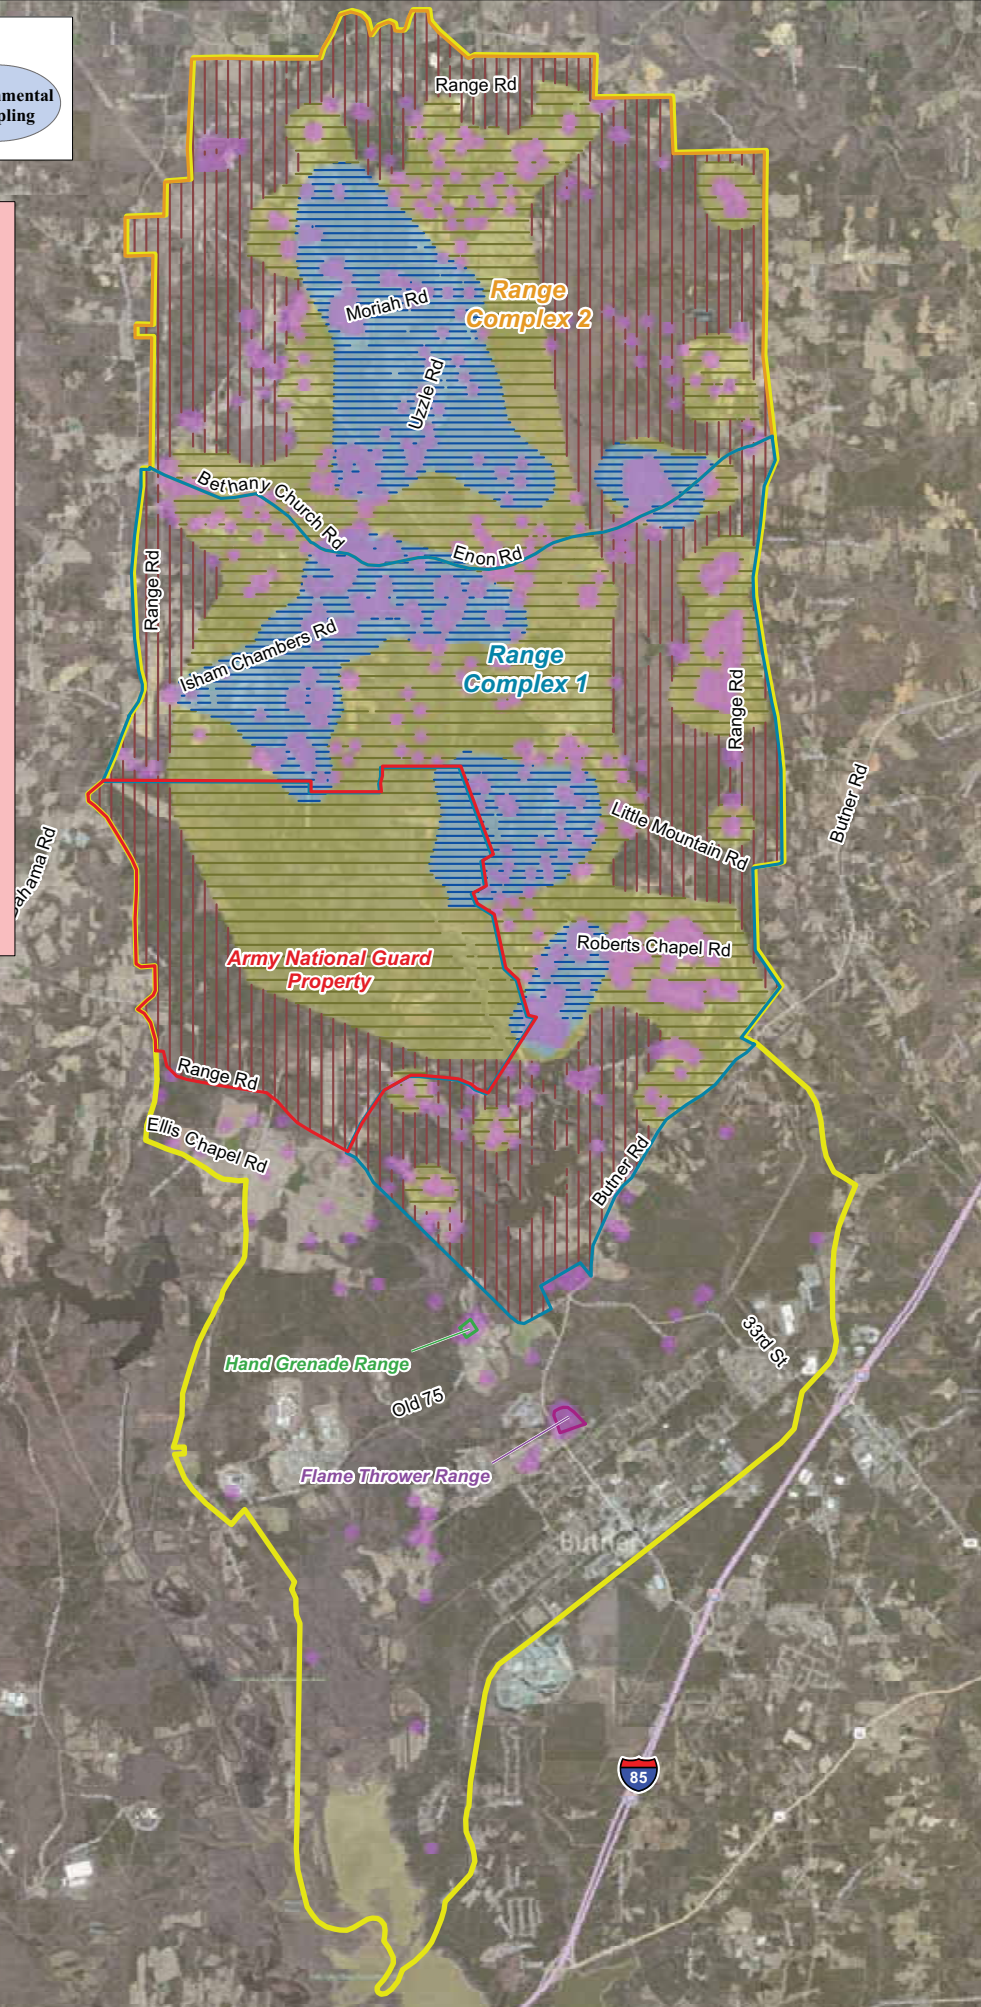 Range Rd
mental
pling
Range
Complex 2
Moriah Rd
Uzzle Rd
Bethany Church Rd
Enon Rd
Range Rd
Isham Chambers Rd
Range
Complex 1
Range Rd
Butner Rd
Little Mountain Rd
ahama Rd
Roberts Chapel Rd
Army National Guard
Property
Range Rd
Ellis Chapel Rd
Butner Rd
33rd St
Hand Grenade Range
Old 75
Flame Thrower Range
Butner
85